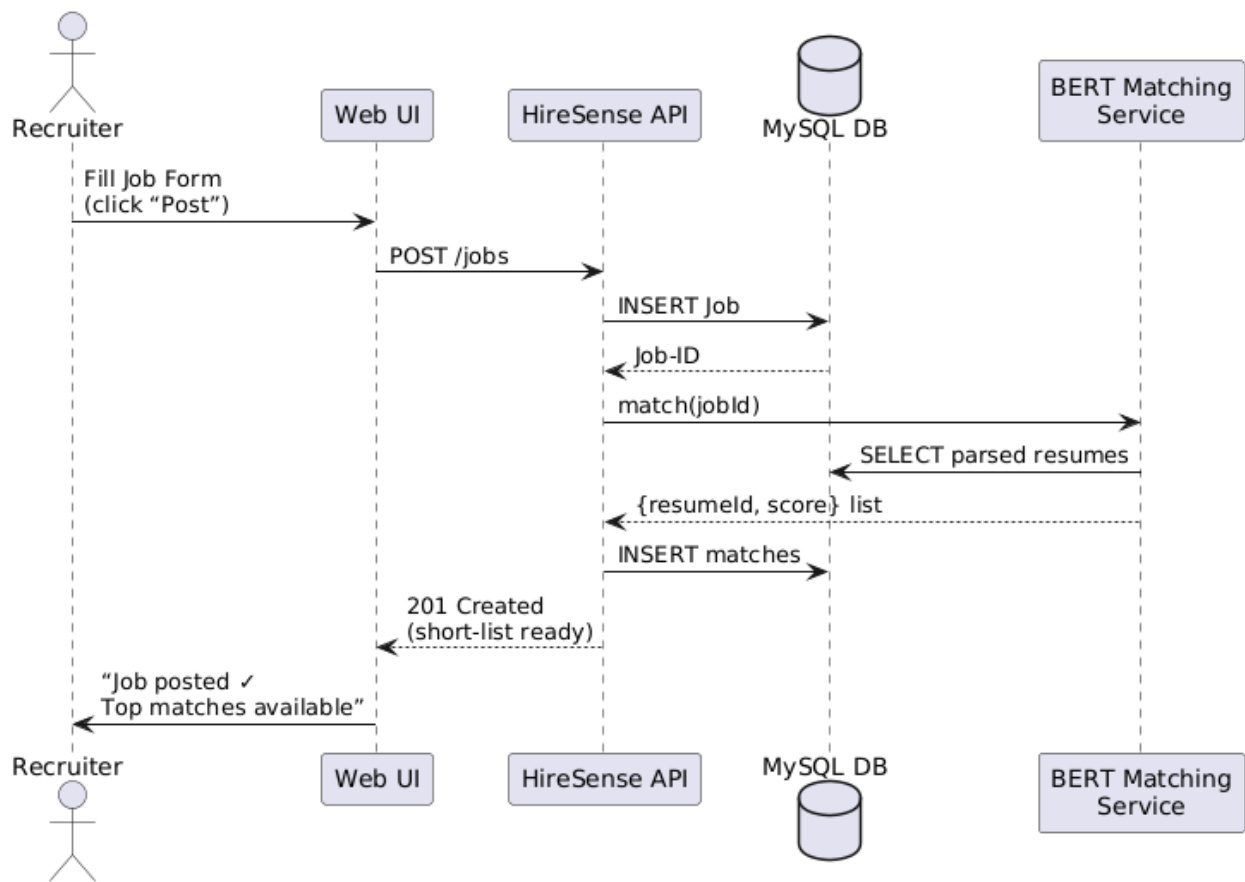 Recruiter
Web UI
HireSense API
MySQL DB
BERT Matching
Service
Fill Job Form
(click “Post”)
POST /jobs
INSERT Job
Job-ID
match(jobId)
SELECT parsed resumes
{resumeId, score} list
INSERT matches
201 Created
(short-list ready)
“Job posted ✓
Top matches available”
Recruiter
Web UI
HireSense API
MySQL DB
BERT Matching
Service